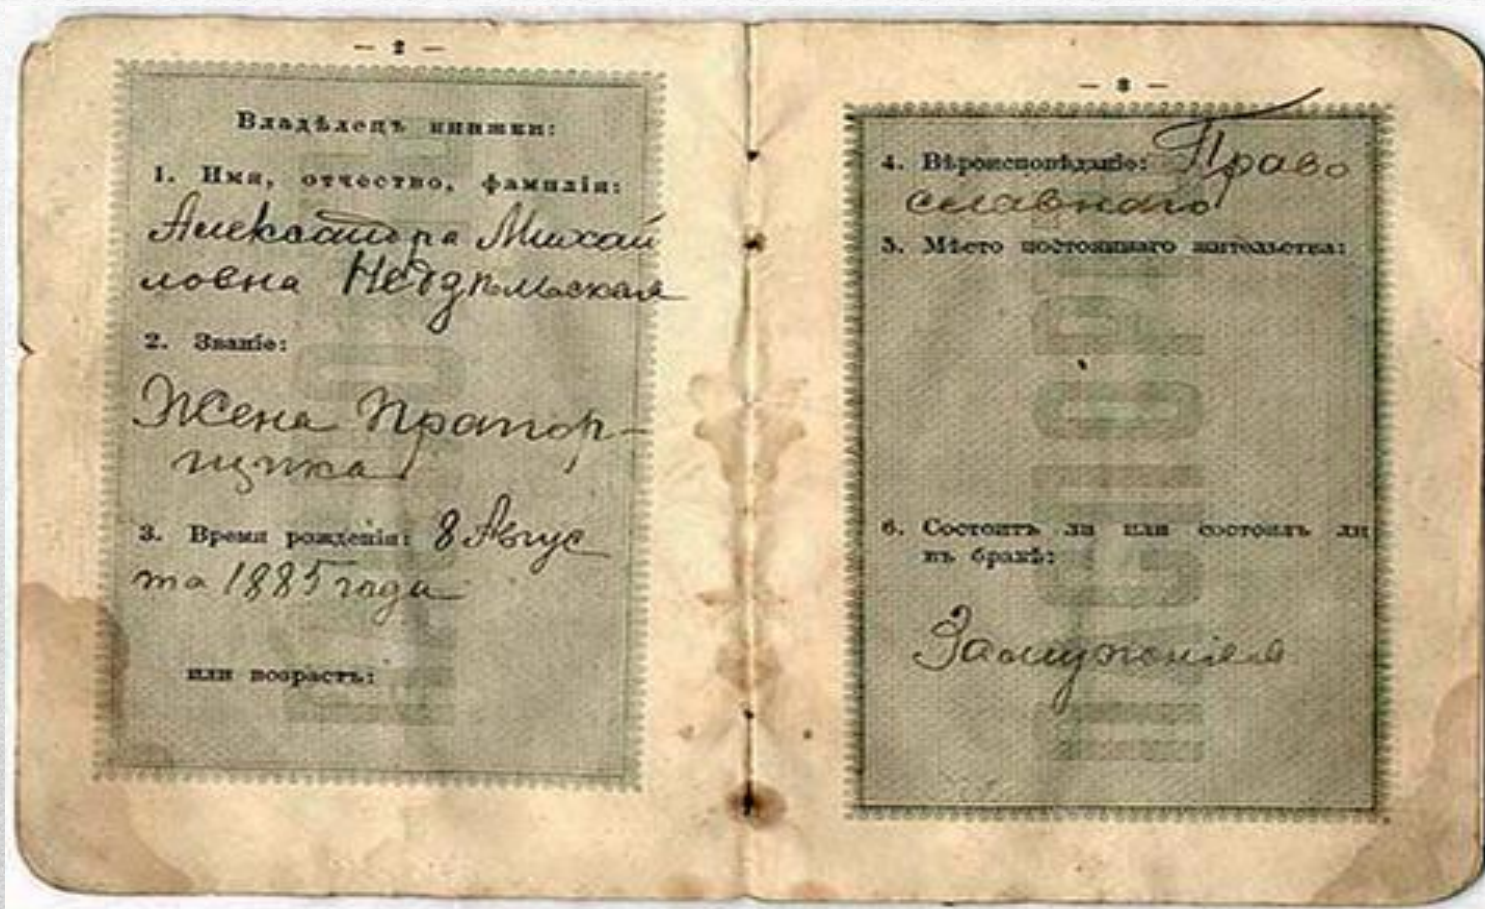 — 2 —
Владѣлецъ книжки:
1. Имя, отчество, фамилія:
Александра Михай
ловна
2. Званіе:
Жена Прапор-
щика
3. Время рожденія: 8 Авгус
та 1885 года
или возрастъ:
— 3 —
4. Вѣроисповѣданіе: Право
славнаго
5. Мѣсто постояннаго жительства:
6. Состоитъ ли или состоялъ ли
въ бракѣ:
Замужняя